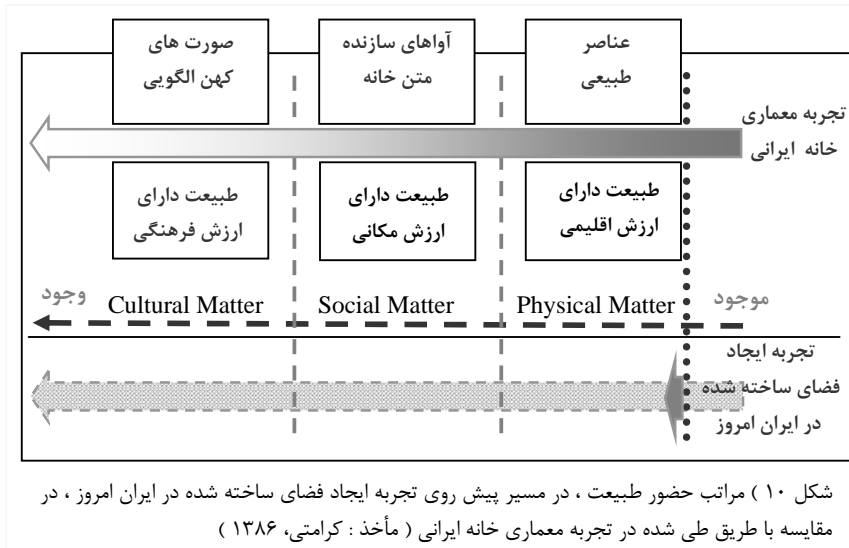 عناصر
طبیعی
آواهای سازنده
متن خانه
صورت های
کهن الگویی
تجربه معماری
خانه ایرانی
طبیعت دارای
ارزش اقلیمی
طبیعت دارای
ارزش مکانی
طبیعت دارای
ارزش فرهنگی
موجود
Physical Matter
Social Matter
Cultural Matter
وجود
تجربه ایجاد
فضای ساخته شده
در ایران امروز
شکل ۱۰ ) مراتب حضور طبیعت ، در مسیر پیش روی تجربه ایجاد فضای ساخته شده در ایران امروز ، در
مقایسه با طریق طی شده در تجربه معماری خانه ایرانی ( مأخذ : کرامتی، ۱۳۸۶ )